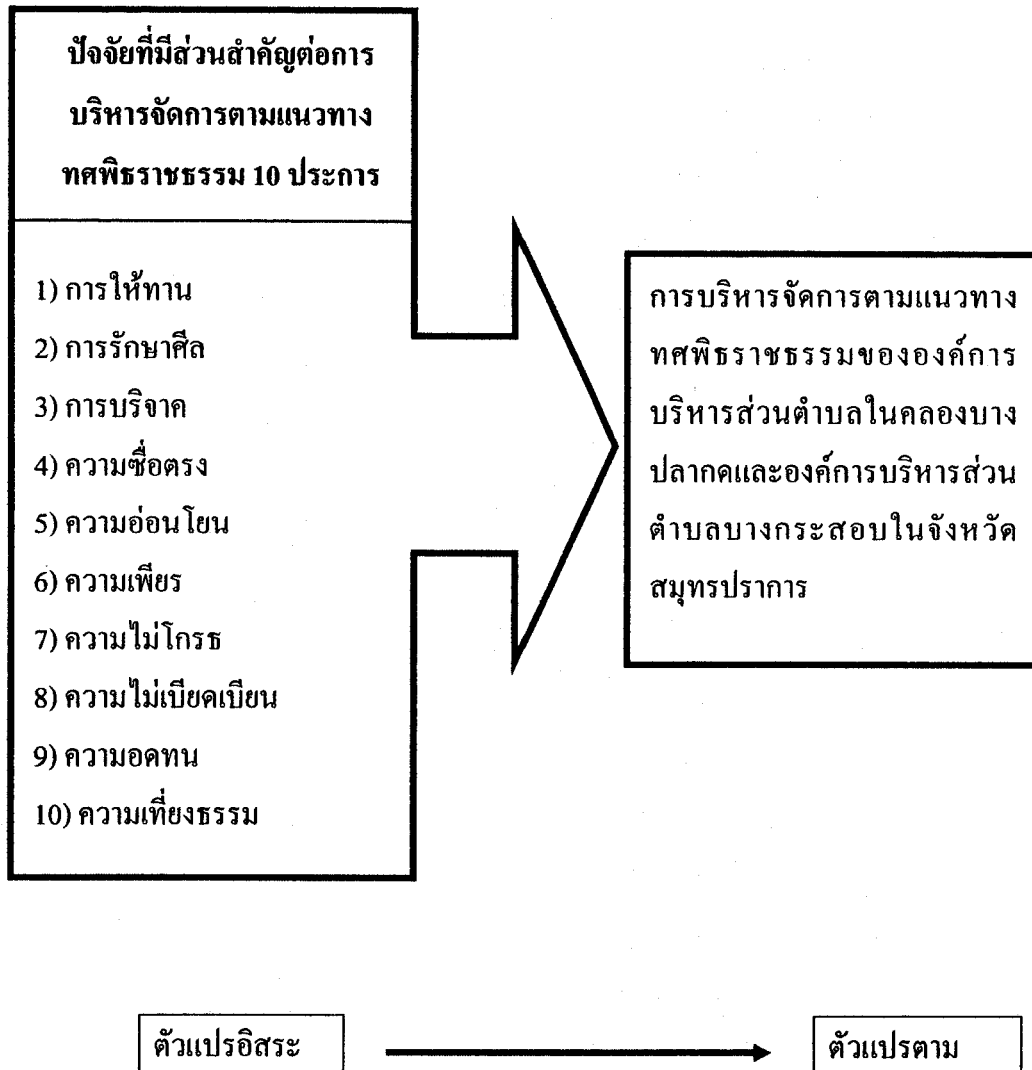 ปัจจัยที่มีส่วนสำคัญต่อการ
บริหารจัดการตามแนวทาง
ทศพิธราชธรรม 10 ประการ
1) การให้ทาน
2) การรักษาศีล
3) การบริจาค
4) ความซื่อตรง
5) ความอ่อนโยน
6) ความเพียร
7) ความไม่โกรธ
8) ความไม่เบียดเบียน
9) ความอดทน
10) ความเที่ยงธรรม
การบริหารจัดการตามแนวทาง
ทศพิธราชธรรมขององค์การ
บริหารส่วนตำบลในคลองบาง
ปลากดและองค์การบริหารส่วน
ตำบลบางกระสอบในจังหวัด
สมุทรปราการ
ตัวแปรอิสระ
ตัวแปรตาม